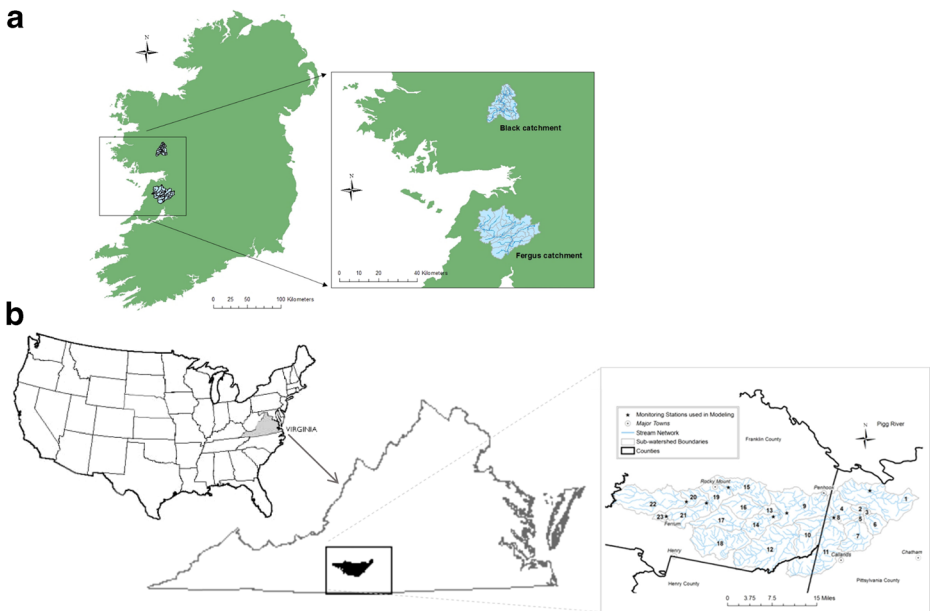 a
Black catchment
Fergus catchment
0 10 20 40 Kilometers
0 25 50 100 Kilometers
b
VIRGINIA
Monitoring Stations used in Modeling
Major Towns
Stream Network
Sub-watershed Boundaries
Counties
Franklin County
Pigg River
Rocky Mount
Penhook
15
20
19
22
16
13
9
4
2
3
1
23
21
17
14
8
5
6
Ferrum
10
7
18
12
11
Callands
Henry
Chatham
Henry County
Pittsylvania County
0 3.75 7.5 15 Miles